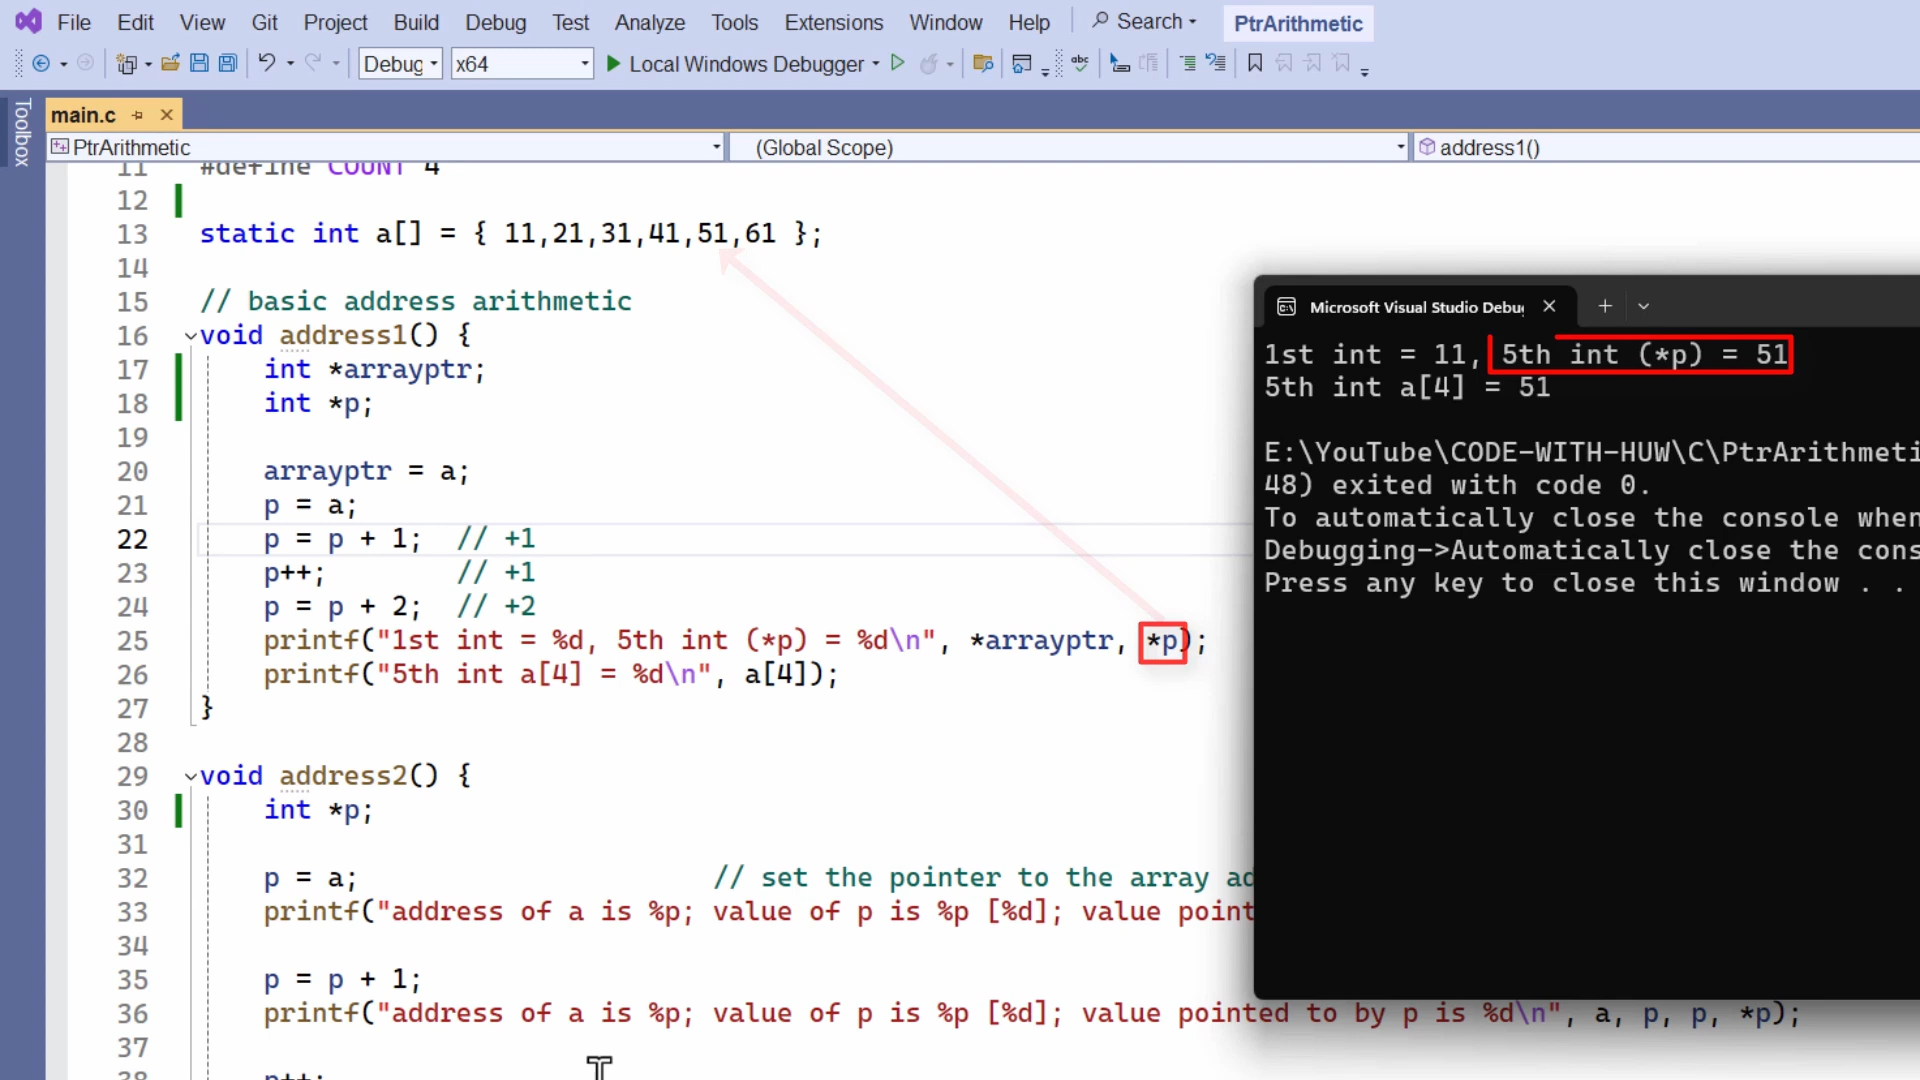 File Edit View Git Project Build Debug Test Analyze Tools Extensions Window Help Search PtrArithmetic
Debug x64 Local Windows Debugger abc
Toolbox
main.c
PtrArithmetic (Global Scope) address1()
11 #define COUNT 4
12
13 static int a[] = { 11,21,31,41,51,61 };
14
15 // basic address arithmetic
16 void address1() {
17 int *arrayptr;
18 int *p;
19
20 arrayptr = a;
21 p = a;
22 p = p + 1; // +1
23 p++; // +1
24 p = p + 2; // +2
25 printf("1st int = %d, 5th int (*p) = %d\n", *arrayptr, *p);
26 printf("5th int a[4] = %d\n", a[4]);
27 }
28
29 void address2() {
30 int *p;
31
32 p = a; // set the pointer to the array
33 printf("address of a is %p; value of p is %p [%d]; value
34
35 p = p + 1;
36 printf("address of a is %p; value of p is %p [%d]; value pointed to by p is %d\n", a, p, p, *p);
37
38 p++;
Microsoft Visual Studio
1st int = 11, 5th int (*p) = 51
5th int a[4] = 51
E:\YouTube\CODE-WITH-HUW\C\PtrArithmeti
48) exited with code 0.
To automatically close the console when
Debugging->Automatically close the
Press any key to close this window . .